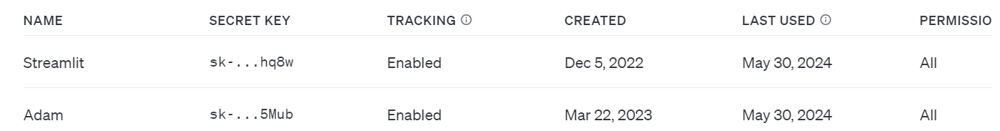 NAME SECRET KEY TRACKING CREATED LAST USED PERMISSIO
Streamlit sk-...hq8w Enabled Dec 5, 2022 May 30, 2024 All
Adam sk-...5Mub Enabled Mar 22, 2023 May 30, 2024 All